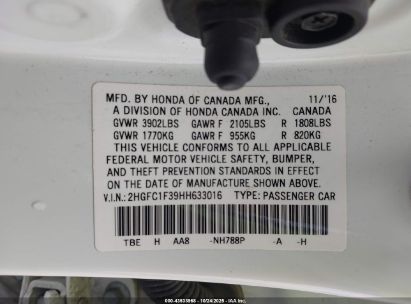 MFD. BY HONDA OF CANADA MFG., 11/'16
A DIVISION OF HONDA CANADA INC. CANADA
GVWR 3902LBS GAWR F 2105LBS R 1808LBS
GVWR 1770KG GAWR F 955KG R 820KG
THIS VEHICLE CONFORMS TO ALL APPLICABLE
FEDERAL MOTOR VEHICLE SAFETY, BUMPER,
AND THEFT PREVENTION STANDARDS IN EFFECT
ON THE DATE OF MANUFACTURE SHOWN ABOVE.
V.I.N.: 2HGFC1F39HH633016 TYPE: PASSENGER CAR
TBE H AA8 -NH788P -A -H